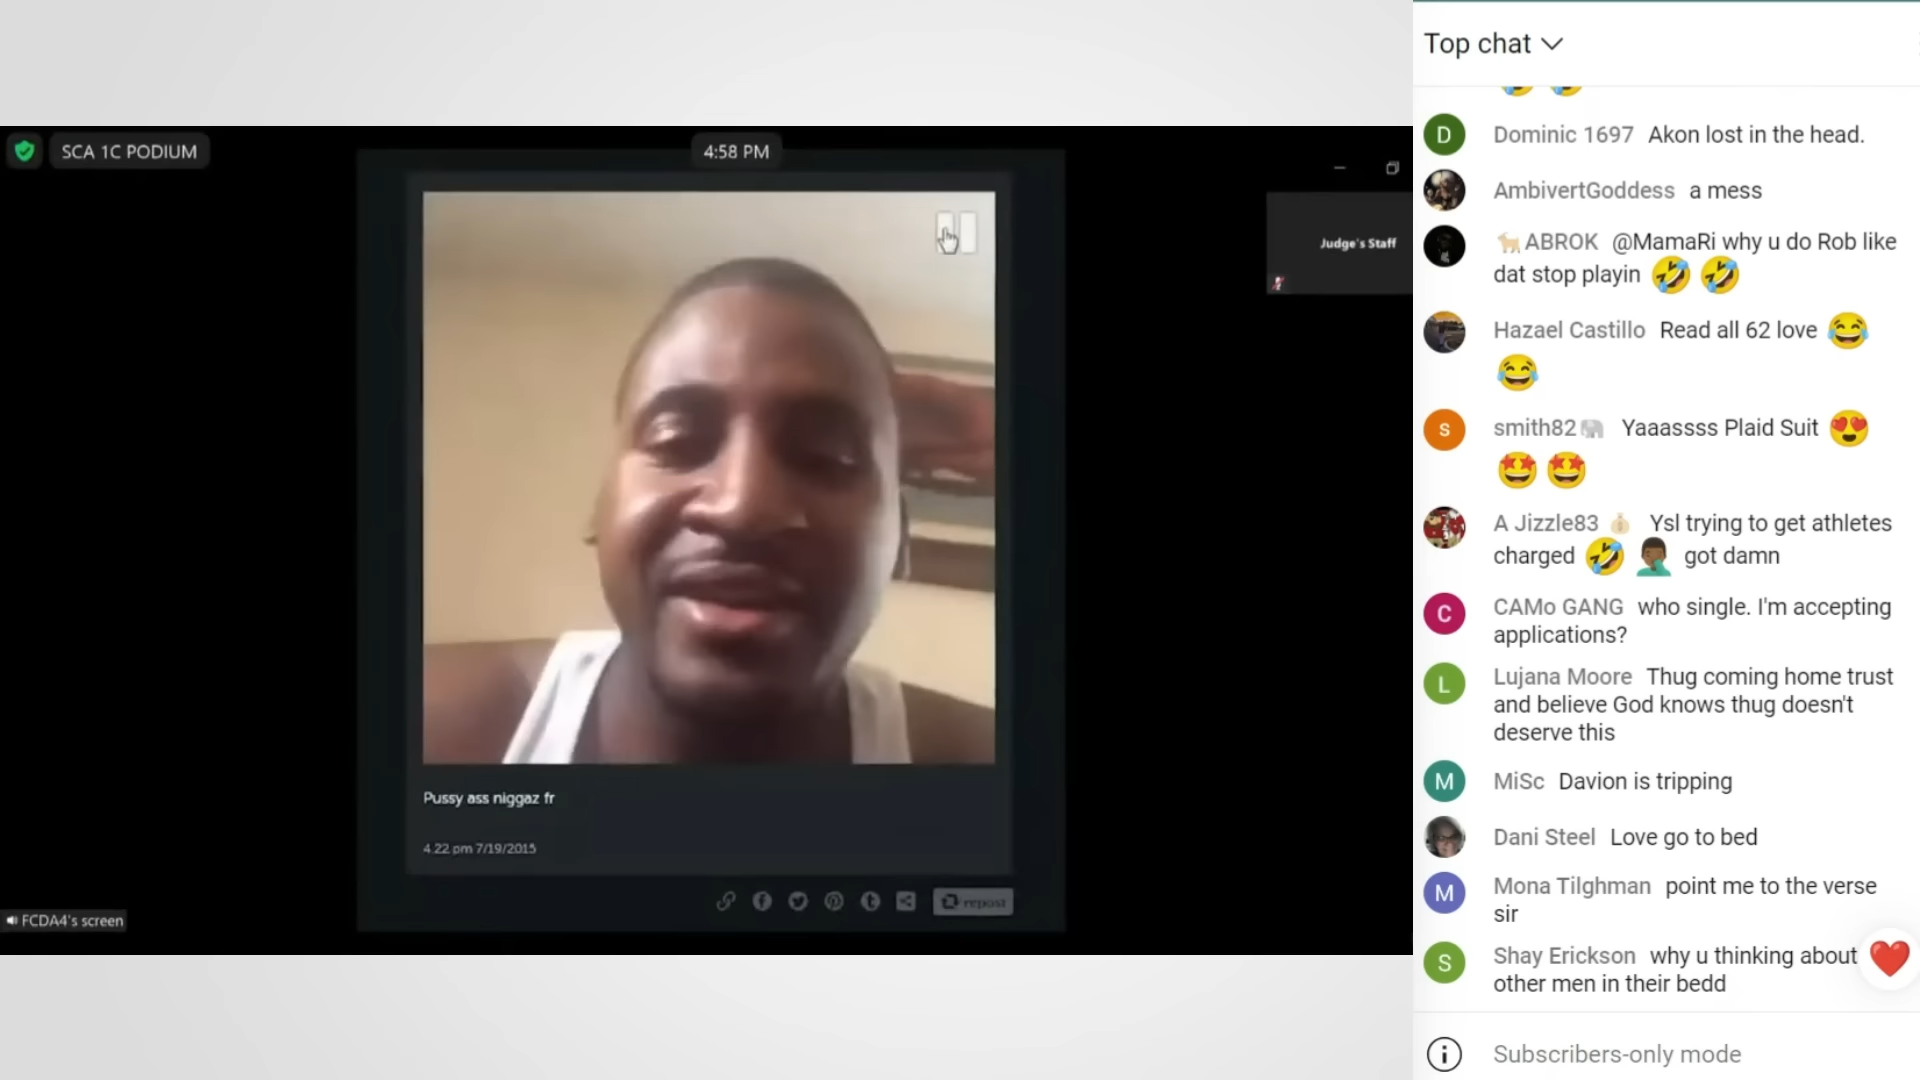 SCA 1C PODIUM
4:58 PM
Judge's Staff
Pussy ass niggaz fr
4.22 pm 7/19/2015
repost
FCDA4's screen
Top chat
Dominic 1697 Akon lost in the head.
AmbivertGoddess a mess
ABROK @MamaRi why u do Rob like
dat stop playin
Hazael Castillo Read all 62 love
smith82 Yaaassss Plaid Suit
A Jizzle83 Ysl trying to get athletes
charged got damn
CAMo GANG who single. I'm accepting
applications?
Lujana Moore Thug coming home trust
and believe God knows thug doesn't
deserve this
MiSc Davion is tripping
Dani Steel Love go to bed
Mona Tilghman point me to the verse
sir
Shay Erickson why u thinking about
other men in their bedd
Subscribers-only mode